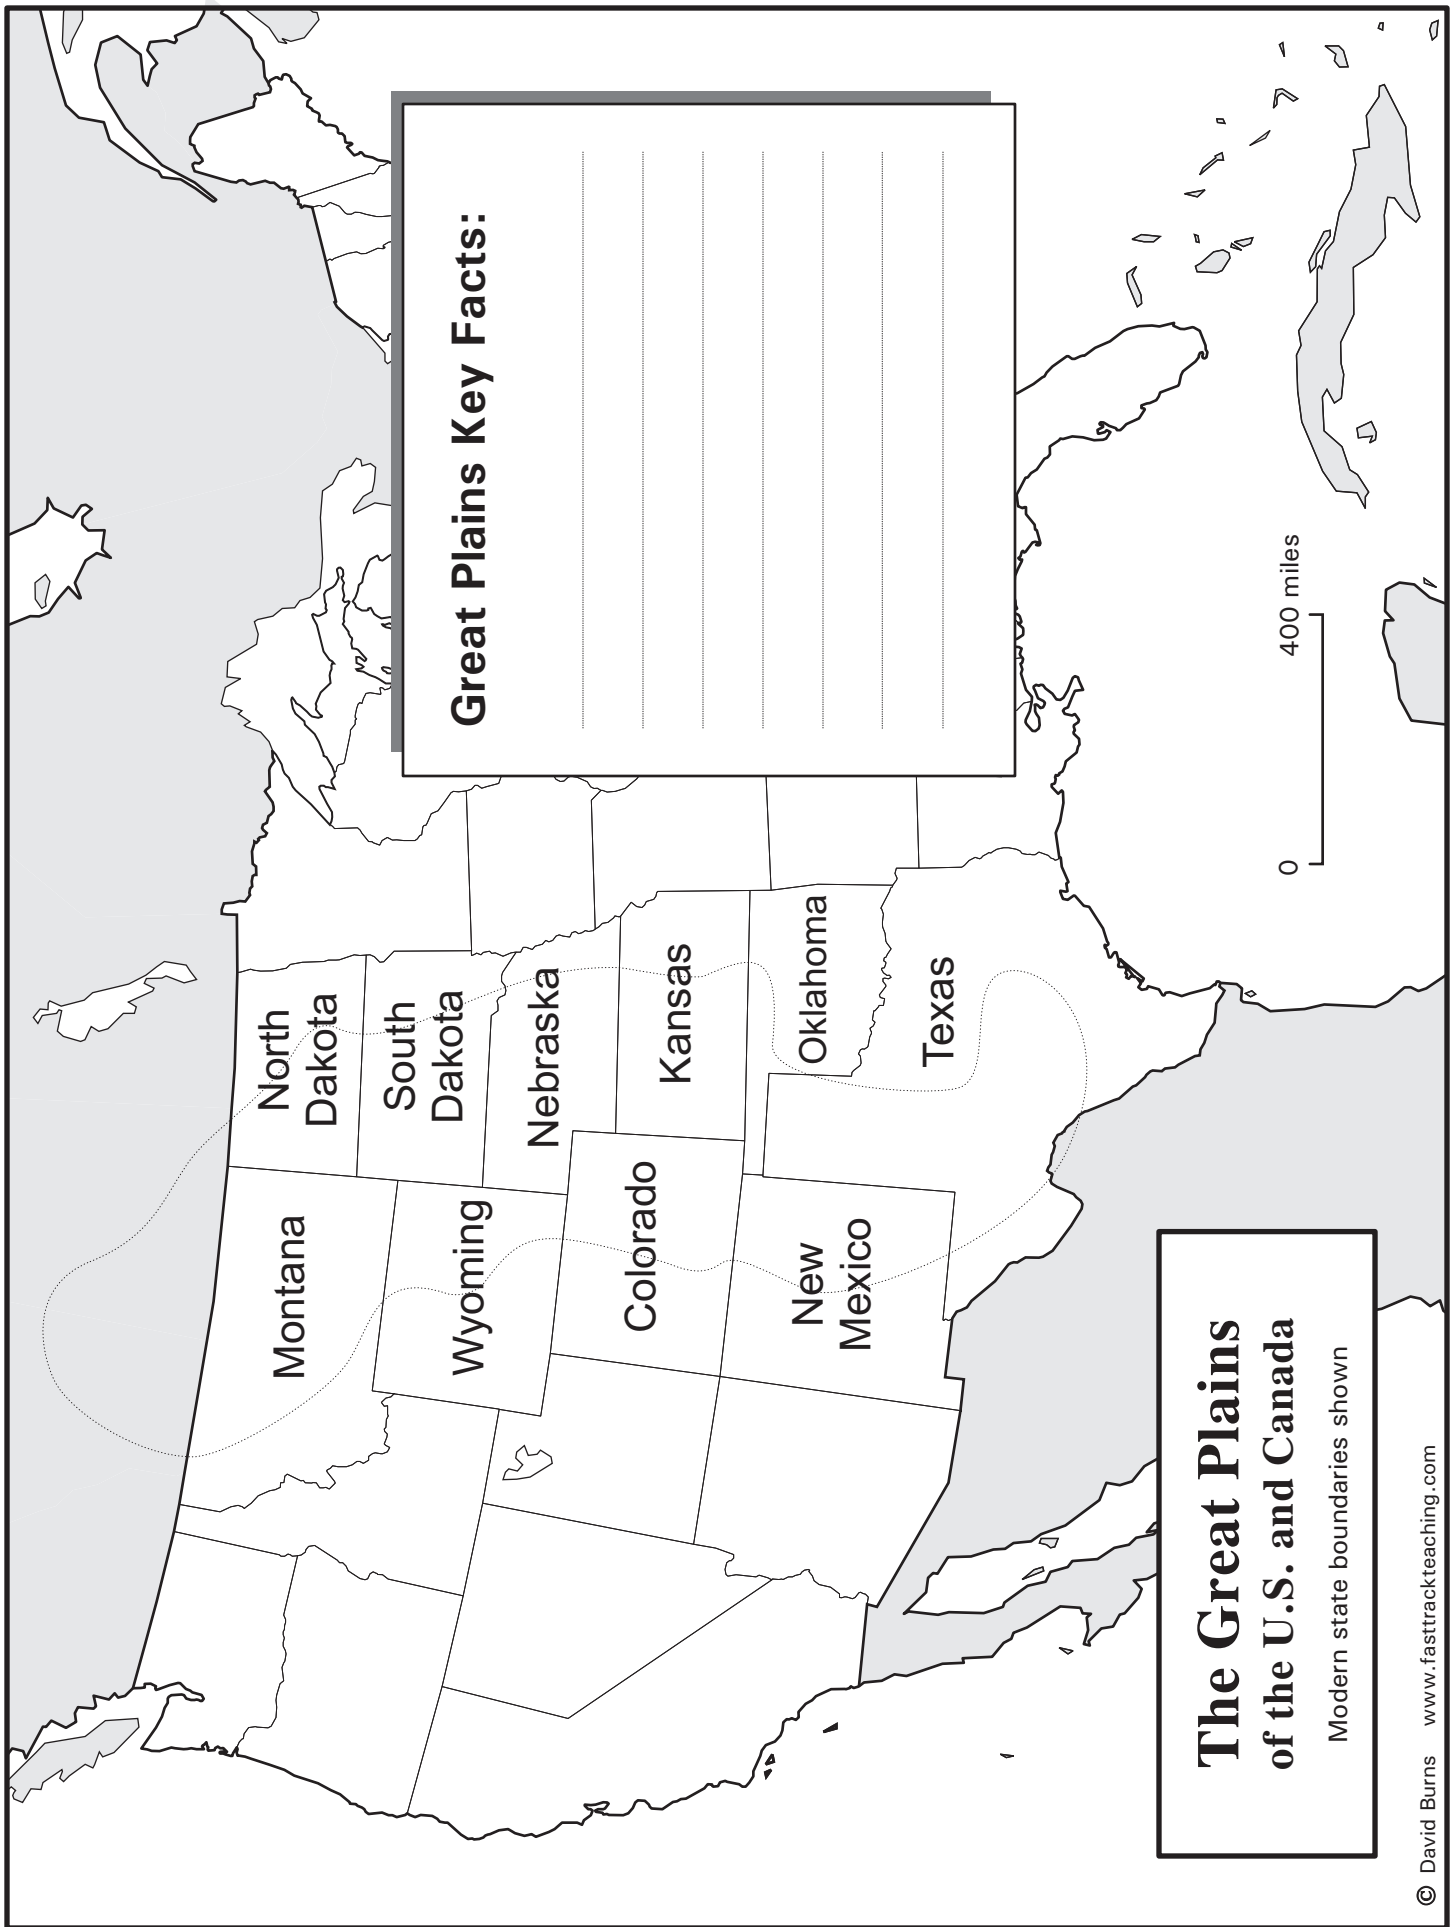 Great Plains Key Facts:
North
Dakota
South
Dakota
Montana
Wyoming
Nebraska
Kansas
Colorado
Oklahoma
New
Mexico
Texas
0
400 miles
The Great Plains
of the U.S. and Canada
Modern state boundaries shown
© David Burns www.fasttrackteaching.com